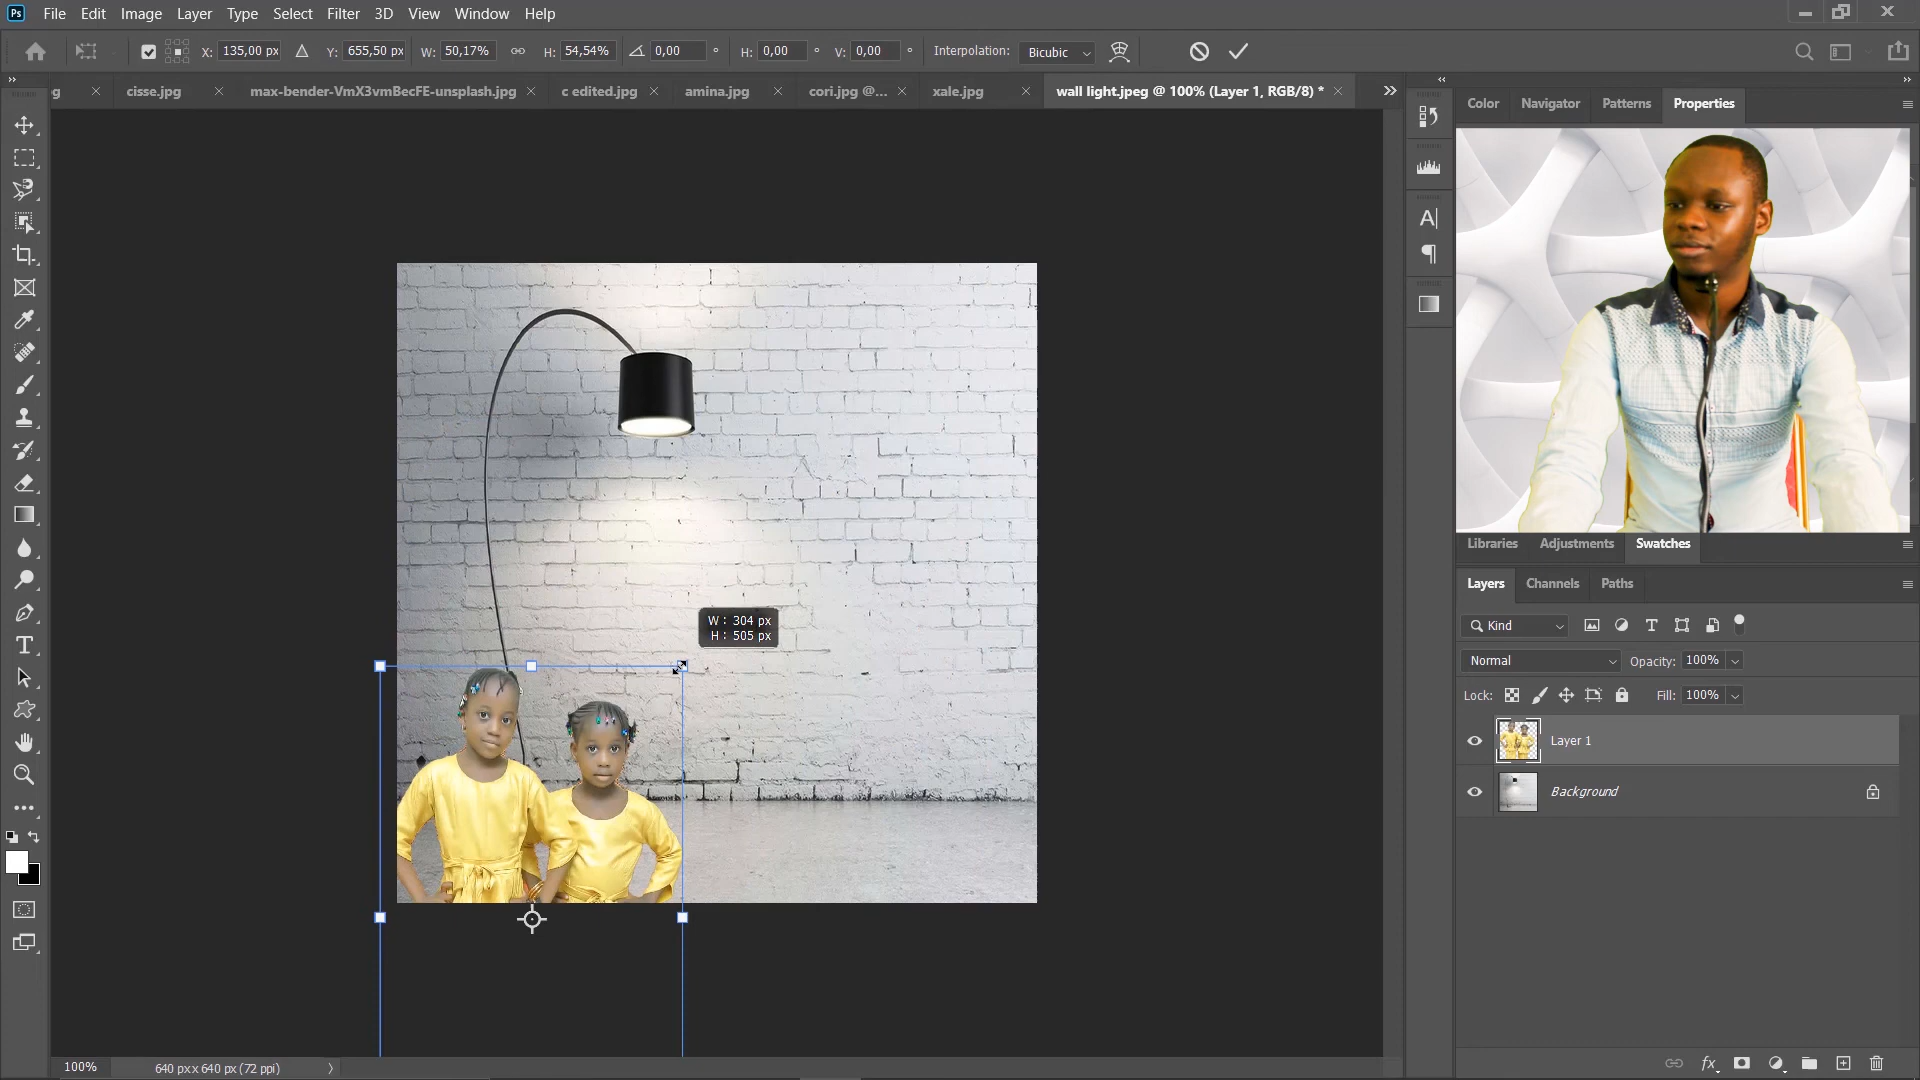 Ps File Edit Image Layer Type Select Filter 3D View Window Help
X: 135,00 px Y: 655,50 px W: 50,17% H: 54,54% 0,00 ° H: 0,00 ° V: 0,00 ° Interpolation: Bicubic
g cisse.jpg max-bender-VmX3vmBecFE-unsplash.jpg c edited.jpg amina.jpg cori.jpg @... xale.jpg wall light.jpeg @ 100% (Layer 1, RGB/8) *
Color Navigator Patterns Properties
W : 304 px
H : 505 px
Libraries Adjustments Swatches
Layers Channels Paths
Kind
Normal Opacity: 100%
Lock: Fill: 100%
Layer 1
Background
100% 640 px x 640 px (72 ppi)